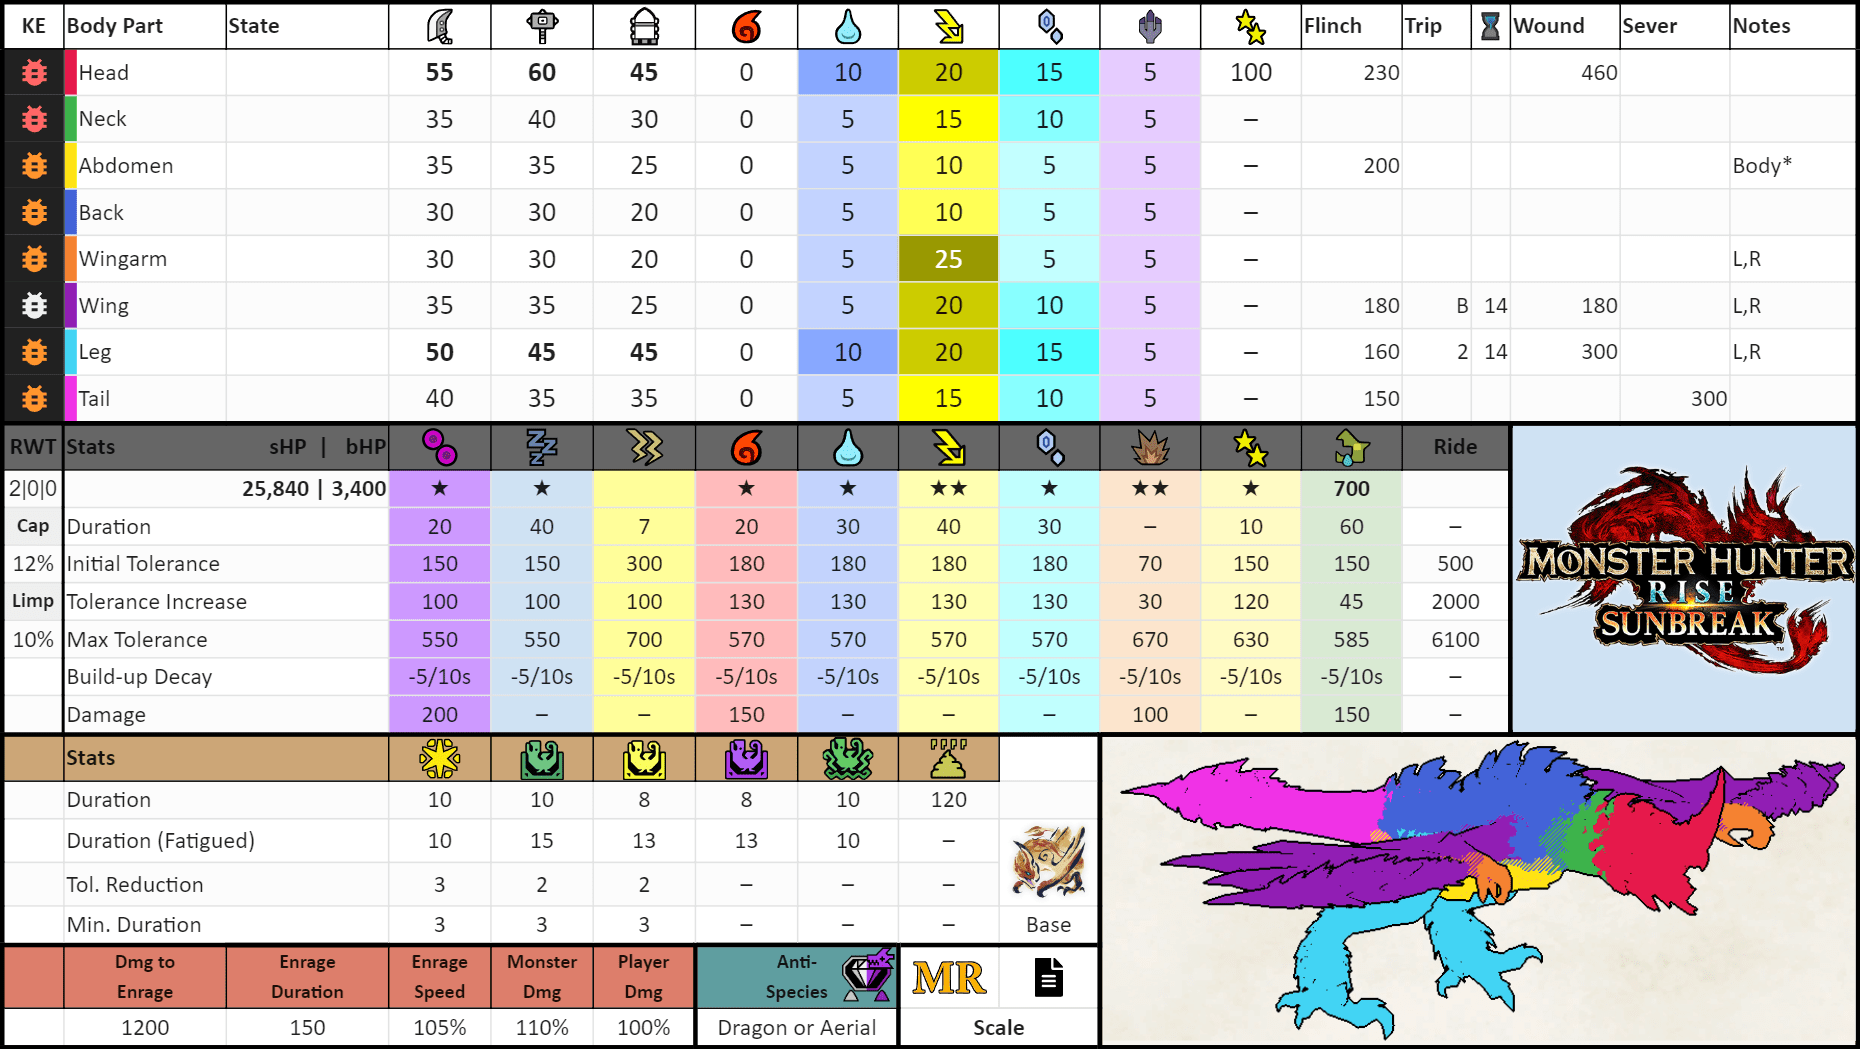 KE Body Part State Flinch Trip Wound Sever Notes
Head 55 60 45 0 10 20 15 5 100 230 460
Neck 35 40 30 0 5 15 10 5 –
Abdomen 35 35 25 0 5 10 5 5 – 200 Body*
Back 30 30 20 0 5 10 5 5 –
Wingarm 30 30 20 0 5 25 5 5 – L,R
Wing 35 35 25 0 5 20 10 5 – 180 B 14 180 L,R
Leg 50 45 45 0 10 20 15 5 – 160 2 14 300 L,R
Tail 40 35 35 0 5 15 10 5 – 150 300
RWT Stats sHP | bHP Ride
2|0|0 25,840 | 3,400 ★ ★ ★ ★ ★★ ★ ★★ ★ 700
Cap Duration 20 40 7 20 30 40 30 – 10 60 –
12% Initial Tolerance 150 150 300 180 180 180 180 70 150 150 500
Limp Tolerance Increase 100 100 100 130 130 130 130 30 120 45 2000
10% Max Tolerance 550 550 700 570 570 570 570 670 630 585 6100
Build-up Decay -5/10s -5/10s -5/10s -5/10s -5/10s -5/10s -5/10s -5/10s -5/10s -5/10s –
Damage 200 – – 150 – – – 100 – 150 –
MONSTER HUNTER
RISE
SUNBREAK
™
Stats
Duration 10 10 8 8 10 120
Duration (Fatigued) 10 15 13 13 10 –
Tol. Reduction 3 2 2 – – –
Min. Duration 3 3 3 – – – Base
Dmg to Enrage Enrage Duration Enrage Speed Monster Dmg Player Dmg Anti-Species MR
1200 150 105% 110% 100% Dragon or Aerial Scale